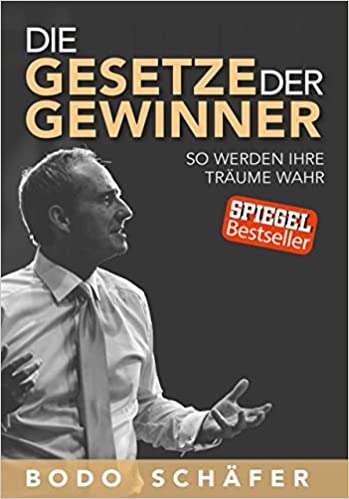 DIE
GESETZE DER
GEWINNER
SO WERDEN IHRE
TRÄUME WAHR
SPIEGEL
Bestseller
BODO SCHÄFER